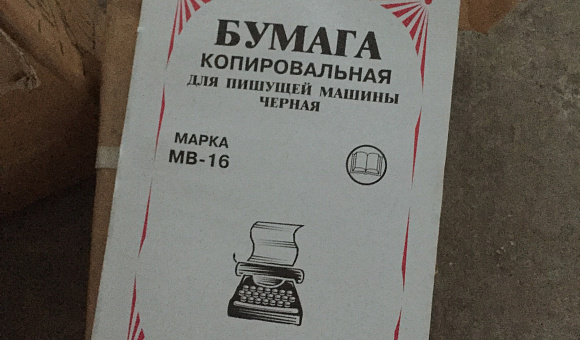 БУМАГА
КОПИРОВАЛЬНАЯ
ДЛЯ ПИШУЩЕЙ МАШИНЫ
ЧЕРНАЯ
МАРКА
МВ-16